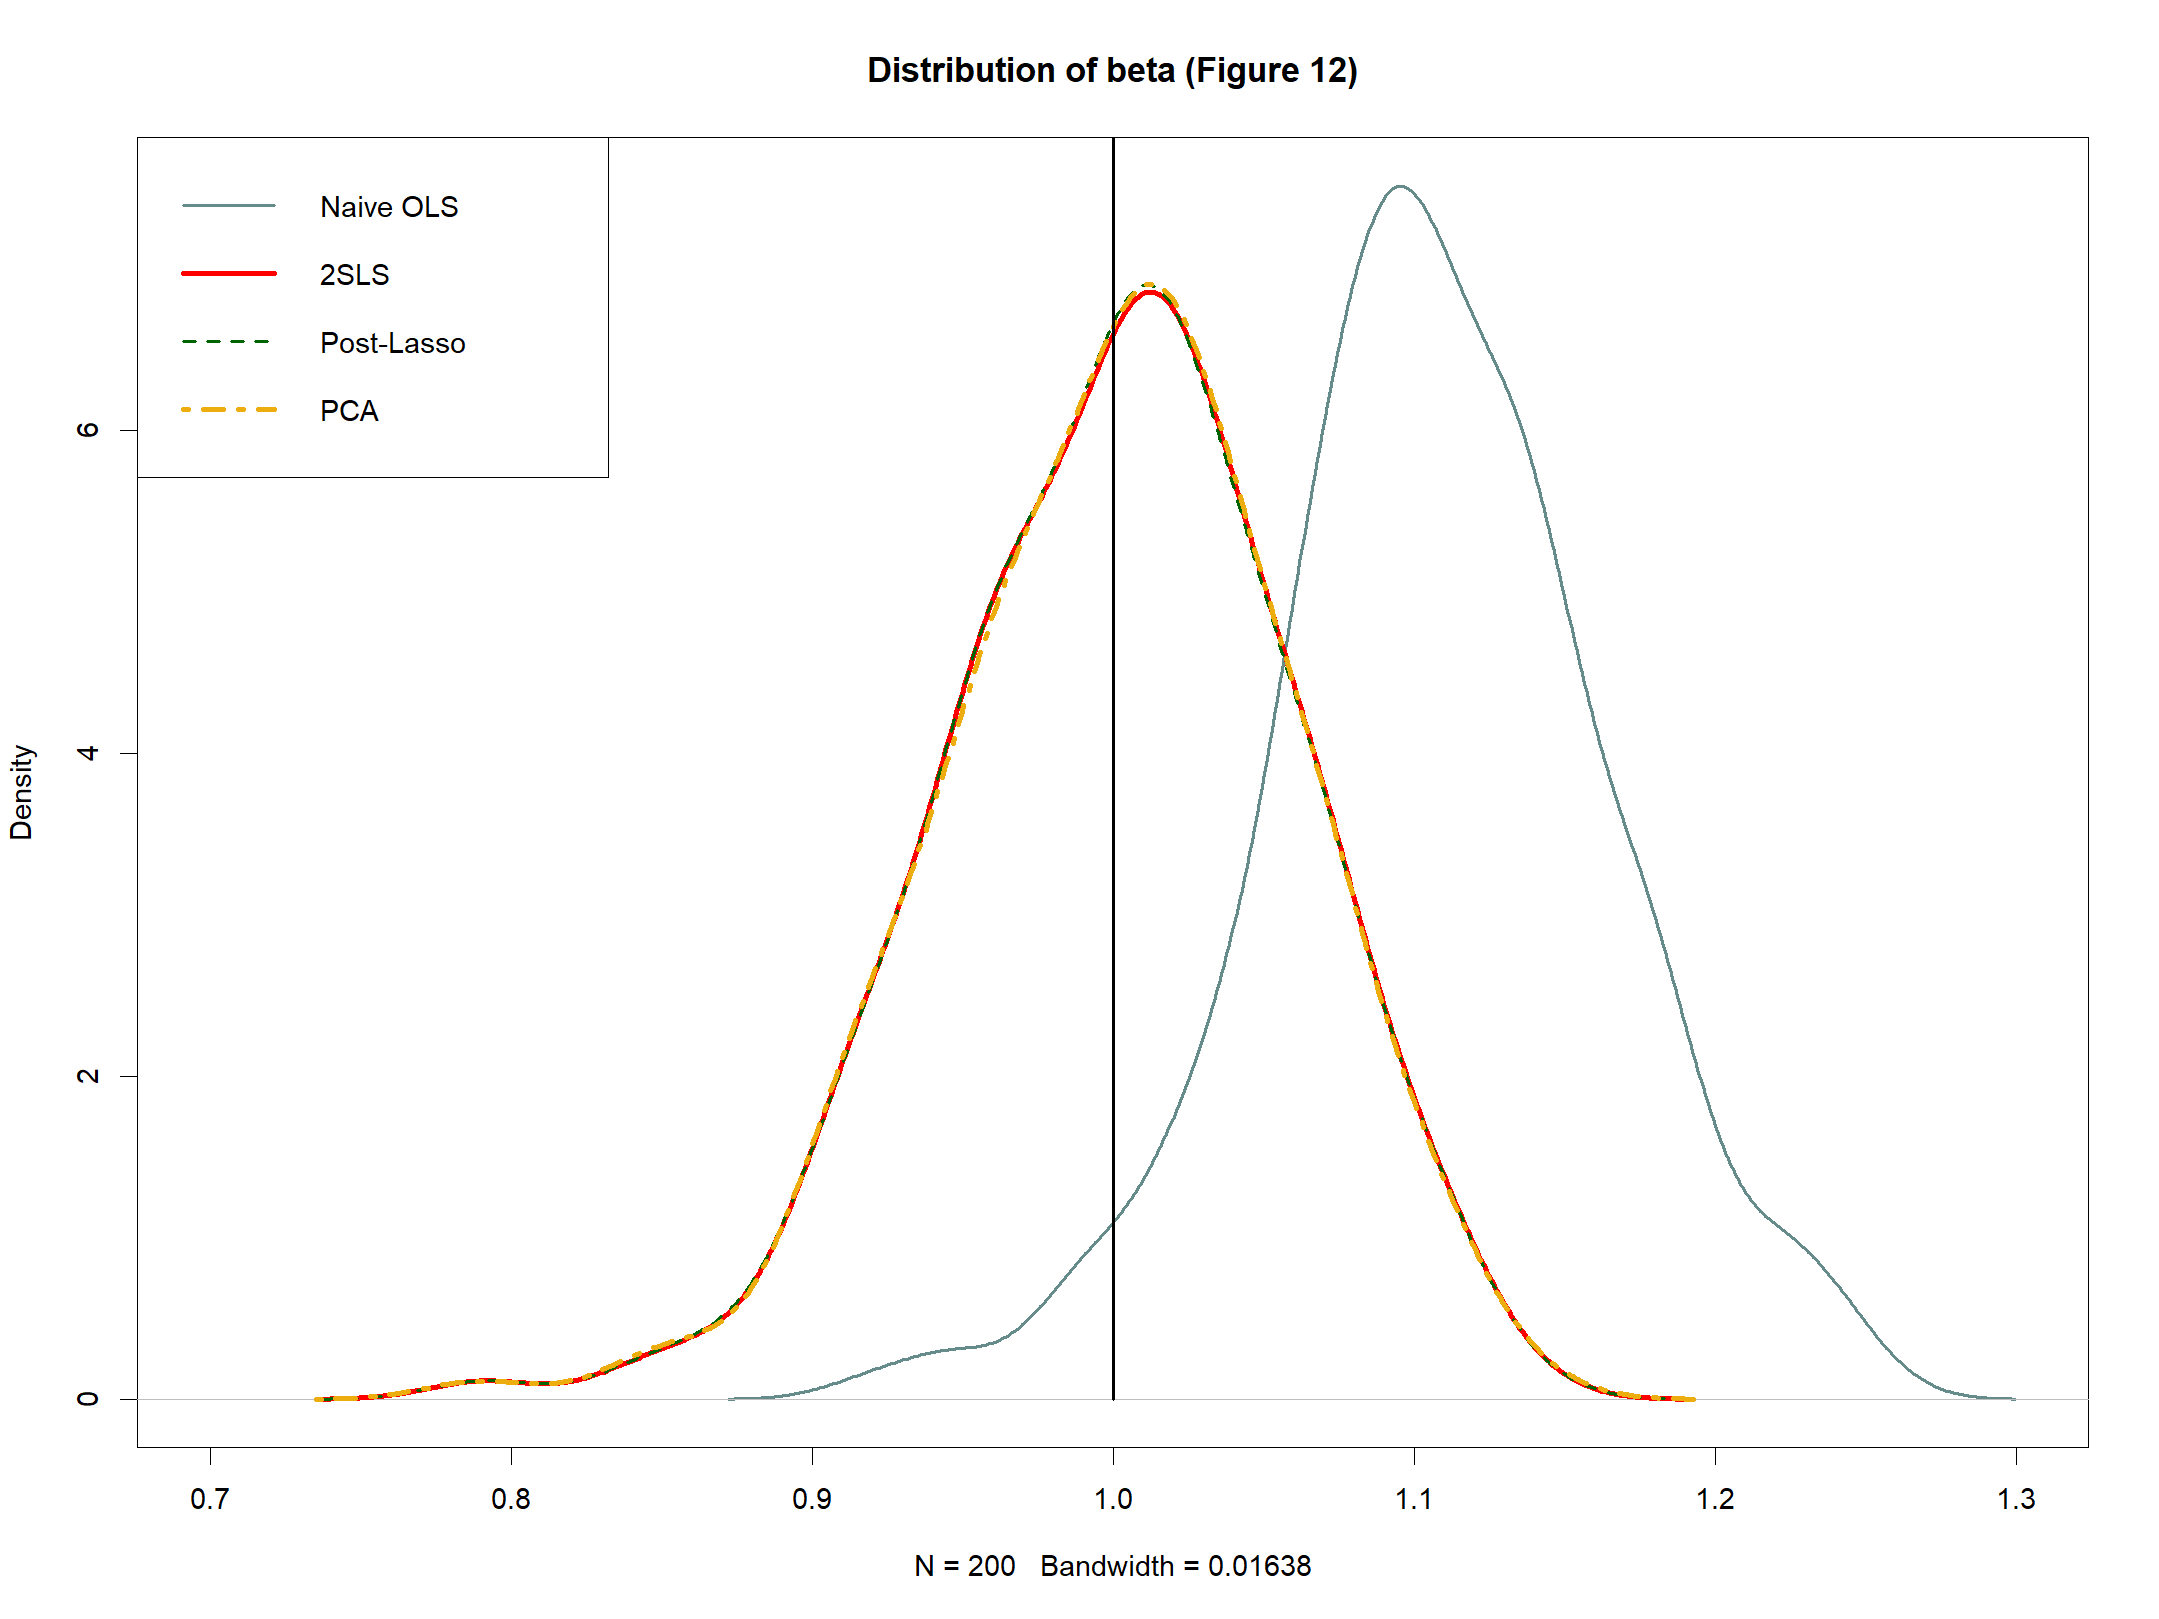 Distribution of beta (Figure 12)
Naive OLS
2SLS
Post-Lasso
PCA
Density
6
4
2
0
0.7 0.8 0.9 1.0 1.1 1.2 1.3
N = 200 Bandwidth = 0.01638